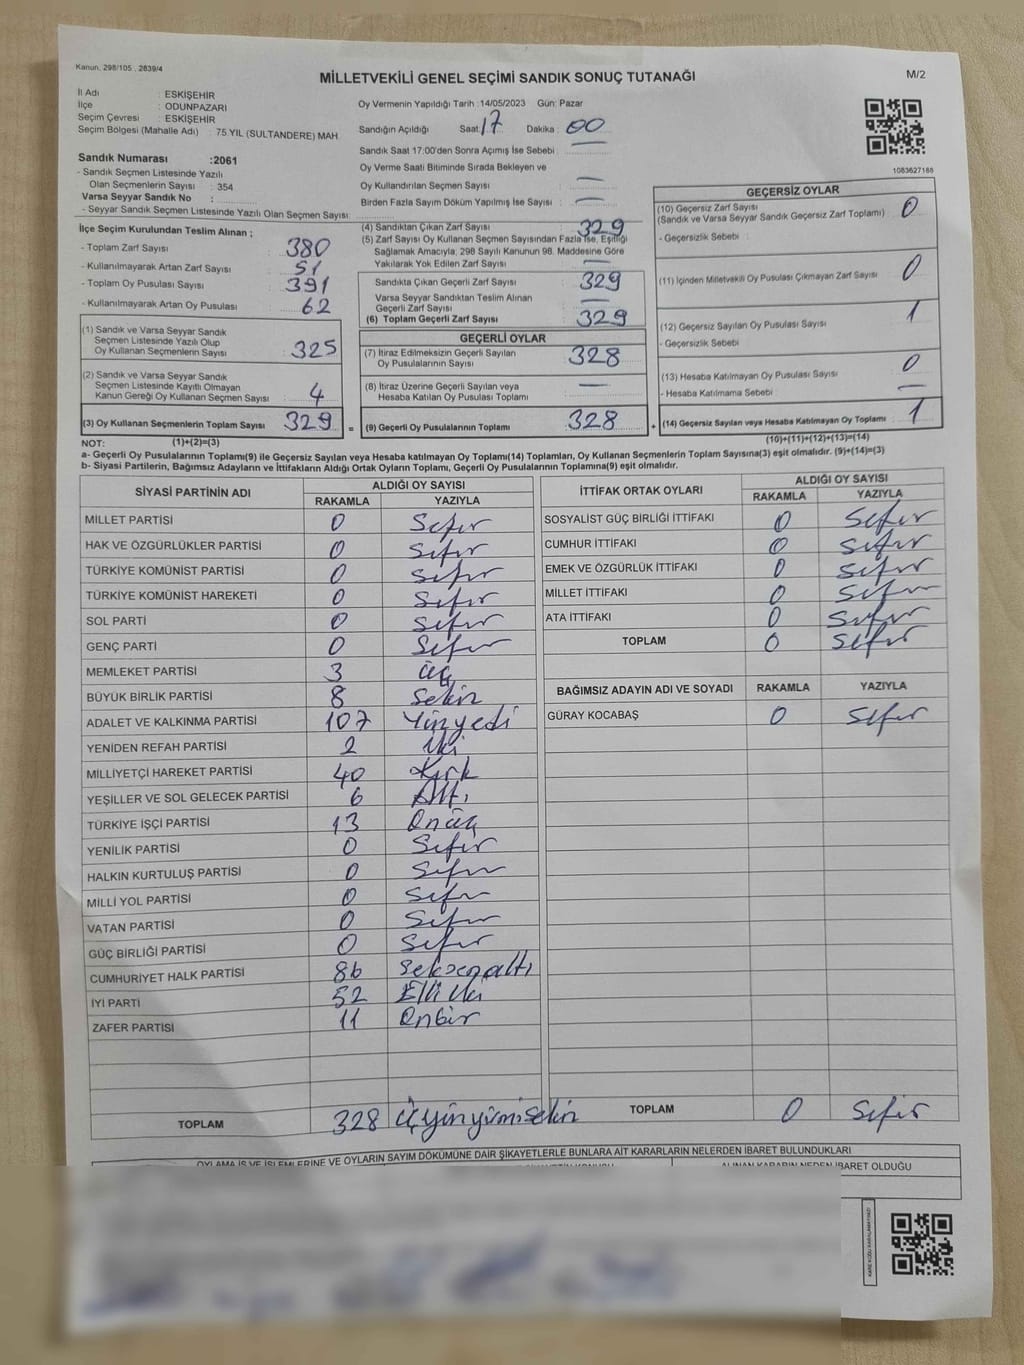 Kanun, 298/105 , 2839/4
MİLLETVEKİLİ GENEL SEÇİMİ SANDIK SONUÇ TUTANAĞI
M/2
İl Adı : ESKİŞEHİR
İlçe : ODUNPAZARI
Seçim Çevresi : ESKİŞEHİR
Seçim Bölgesi (Mahalle Adı) : 75 YIL (SULTANDERE) MAH
Sandık Numarası :2061
- Sandık Seçmen Listesinde Yazılı
Olan Seçmenlerin Sayısı : 354
Varsa Seyyar Sandık No :
- Seyyar Sandık Seçmen Listesinde Yazılı Olan Seçmen Sayısı:
Oy Vermenin Yapıldığı Tarih :14/05/2023 Gün: Pazar
Sandığın Açıldığı Saat: 17 Dakika : 00
Sandık Saat 17:00'den Sonra Açımış İse Sebebi :
Oy Verme Saati Bitiminde Sırada Bekleyen ve
Oy Kullandırılan Seçmen Sayısı : —
Birden Fazla Sayım Döküm Yapılmış İse Sayısı : —
1083627188
İlçe Seçim Kurulundan Teslim Alınan ;
- Toplam Zarf Sayısı : 380
- Kullanılmayarak Artan Zarf Sayısı : 51
- Toplam Oy Pusulası Sayısı : 391
- Kullanılmayarak Artan Oy Pusulası : 62
(1) Sandık ve Varsa Seyyar Sandık
Seçmen Listesinde Yazılı Olup
Oy Kullanan Seçmenlerin Sayısı : 325
(2) Sandık ve Varsa Seyyar Sandık
Seçmen Listesinde Kayıtlı Olmayan
Kanun Gereği Oy Kullanan Seçmen Sayısı : 4
(3) Oy Kullanan Seçmenlerin Toplam Sayısı : 329 =
(4) Sandıktan Çıkan Zarf Sayısı : 329
(5) Zarf Sayısı Oy Kullanan Seçmen Sayısından Fazla İse, Eşitliği
Sağlamak Amacıyla; 298 Sayılı Kanunun 98. Maddesine Göre
Yakılarak Yok Edilen Zarf Sayısı : —
Sandıkta Çıkan Geçerli Zarf Sayısı : 329
Varsa Seyyar Sandıktan Teslim Alınan
Geçerli Zarf Sayısı : —
(6) Toplam Geçerli Zarf Sayısı : 329
GEÇERLİ OYLAR
(7) İtiraz Edilmeksizin Geçerli Sayılan
Oy Pusulalarının Sayısı : 328
(8) İtiraz Üzerine Geçerli Sayılan veya
Hesaba Katılan Oy Pusulası Toplamı : —
(9) Geçerli Oy Pusulalarının Toplamı : 328 +
GEÇERSİZ OYLAR
(10) Geçersiz Zarf Sayısı : 0
(Sandık ve Varsa Seyyar Sandık Geçersiz Zarf Toplamı)
- Geçersizlik Sebebi :
(11) İçinden Milletvekili Oy Pusulası Çıkmayan Zarf Sayısı : 0
(12) Geçersiz Sayılan Oy Pusulası Sayısı : 1
- Geçersizlik Sebebi
(13) Hesaba Katılmayan Oy Pusulası Sayısı : 0
- Hesaba Katılmama Sebebi : —
(14) Geçersiz Sayılan veya Hesaba Katılmayan Oy Toplamı : 1
NOT: (1)+(2)=(3)
(10)+(11)+(12)+(13)=(14)
a- Geçerli Oy Pusulalarının Toplam(9) ile Geçersiz Sayılan veya Hesaba Katılmayan Oy Toplamı(14) Toplamları, Oy Kullanan Seçmenlerin Toplam Sayısına(3) eşit olmalıdır. (9)+(14)=(3)
b- Siyasi Partilerin, Bağımsız Adayların ve İttifakların Aldığı Ortak Oyların Toplamı, Geçerli Oy Pusulalarının Toplamına(9) eşit olmalıdır.
SİYASİ PARTİNİN ADI ALDIĞI OY SAYISI
RAKAMLA YAZIYLA
MİLLET PARTİSİ 0 Sıfır
HAK VE ÖZGÜRLÜKLER PARTİSİ 0 Sıfır
TÜRKİYE KOMÜNİST PARTİSİ 0 Sıfır
TÜRKİYE KOMÜNİST HAREKETİ 0 Sıfır
SOL PARTİ 0 Sıfır
GENÇ PARTİ 0 Sıfır
MEMLEKET PARTİSİ 3 üç
BÜYÜK BİRLİK PARTİSİ 8 Sekiz
ADALET VE KALKINMA PARTİSİ 107 Yüzyedi
YENİDEN REFAH PARTİSİ 2 iki
MİLLİYETÇİ HAREKET PARTİSİ 40 Kırk
YEŞİLLER VE SOL GELECEK PARTİSİ 6 Altı
TÜRKİYE İŞÇİ PARTİSİ 13 Onüç
YENİLİK PARTİSİ 0 Sıfır
HALKIN KURTULUŞ PARTİSİ 0 Sıfır
MİLLİ YOL PARTİSİ 0 Sıfır
VATAN PARTİSİ 0 Sıfır
GÜÇ BİRLİĞİ PARTİSİ 0 Sıfır
CUMHURİYET HALK PARTİSİ 86 Seksenaltı
İYİ PARTİ 52 Elli iki
ZAFER PARTİSİ 11 Onbir
TOPLAM 328 Üçyüzyirmisekiz
İTTİFAK ORTAK OYLARI ALDIĞI OY SAYISI
RAKAMLA YAZIYLA
SOSYALİST GÜÇ BİRLİĞİ İTTİFAKI 0 Sıfır
CUMHUR İTTİFAKI 0 Sıfır
EMEK VE ÖZGÜRLÜK İTTİFAKI 0 Sıfır
MİLLET İTTİFAKI 0 Sıfır
ATA İTTİFAKI 0 Sıfır
TOPLAM 0 Sıfır
BAĞIMSIZ ADAYIN ADI VE SOYADI RAKAMLA YAZIYLA
GÜRAY KOCABAŞ 0 Sıfır
TOPLAM 0 Sıfır
OYLAMA İŞ VE İŞLEMLERİNE VE OYLARIN SAYIM DÖKÜMÜNE DAİR ŞİKAYETLERLE BUNLARA AİT KARARLARIN NELERDEN İBARET BULUNDUKLARI
ALINAN KARARIN NEDEN İBARET OLDUĞU
KARE KODU KARALAMAYINIZ!